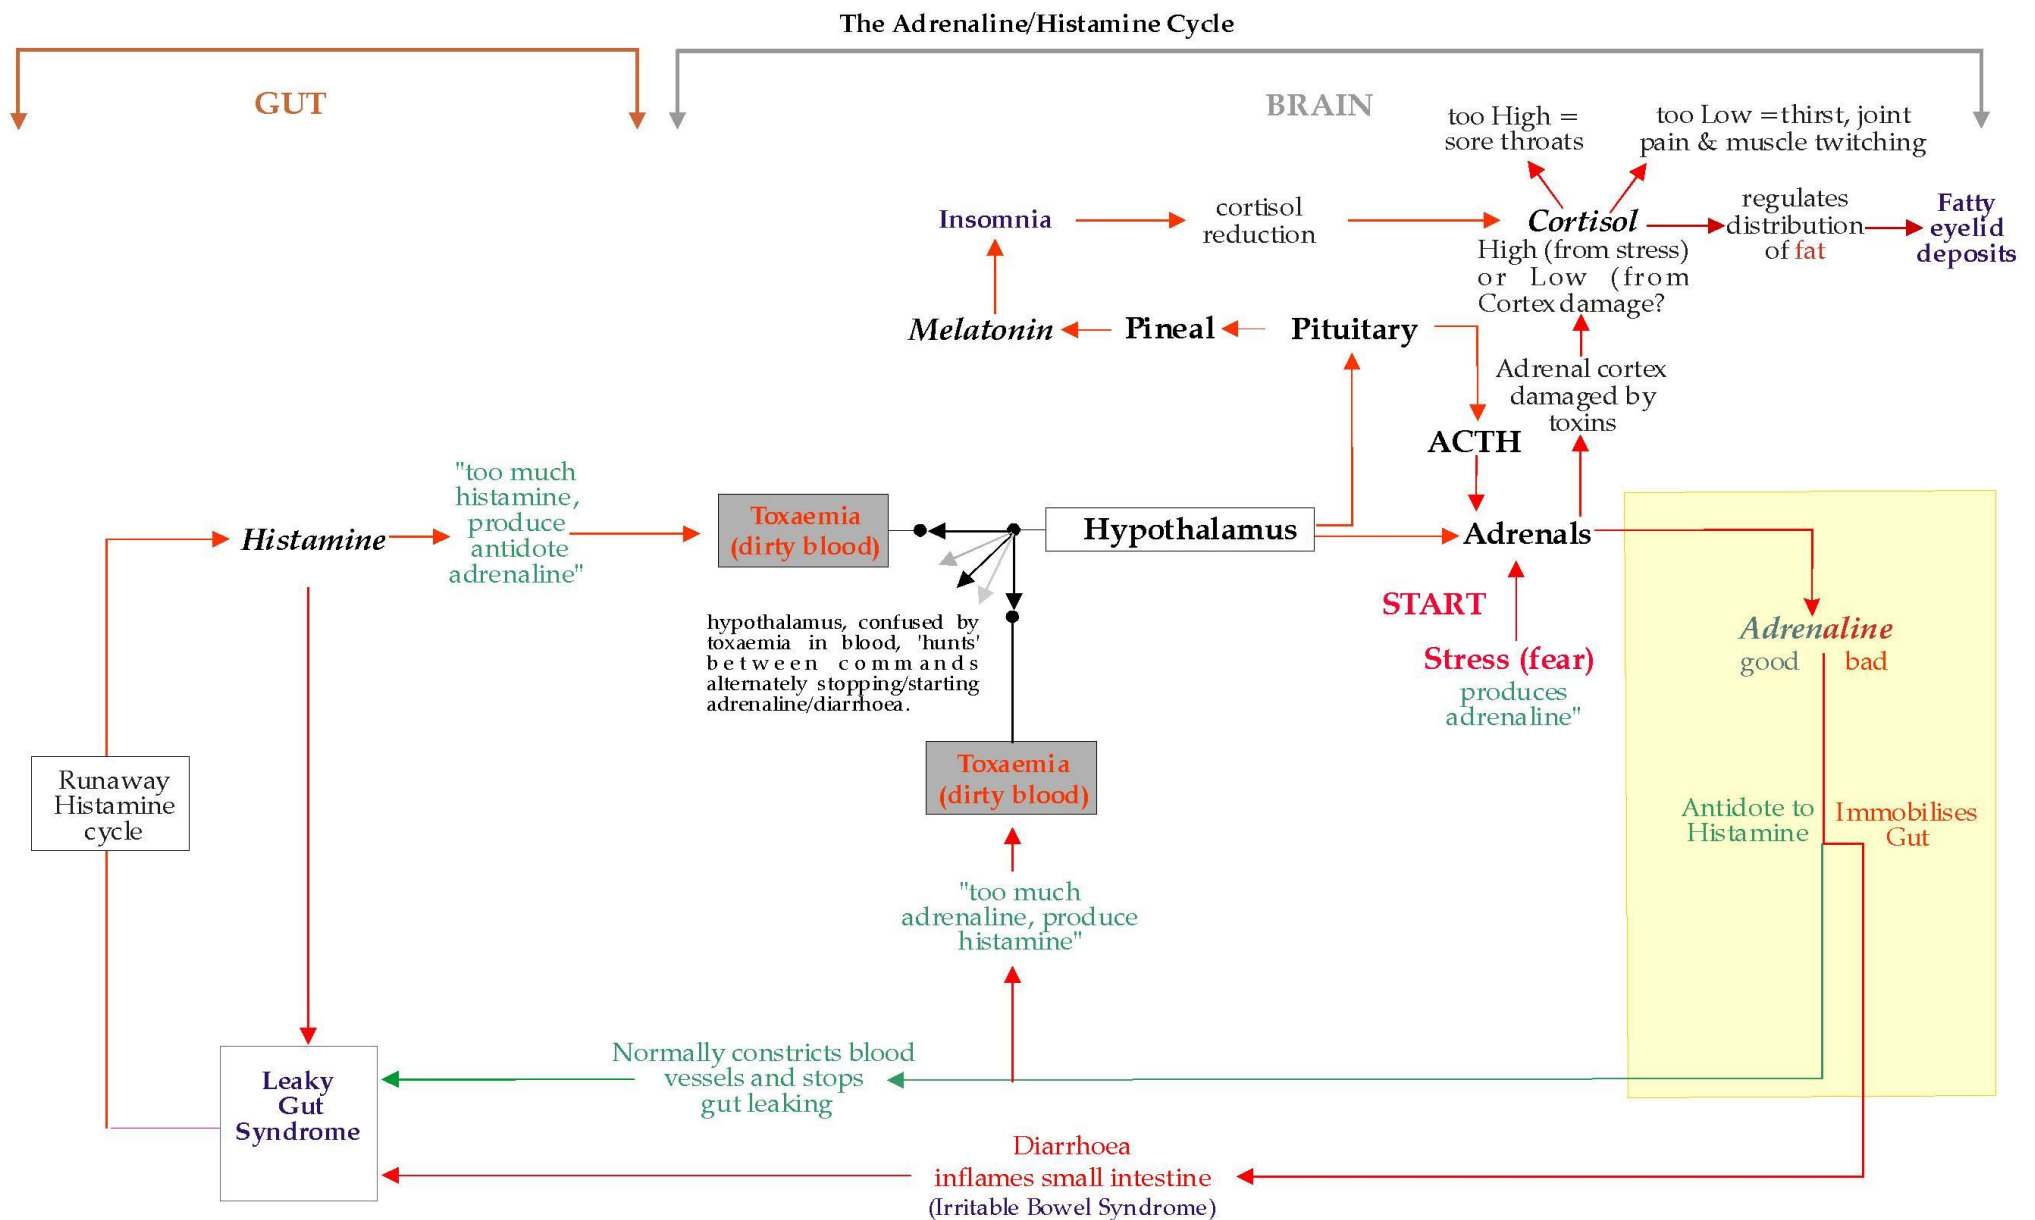 The Adrenaline/Histamine Cycle
GUT
BRAIN
too High =
sore throats
too Low =thirst, joint
pain & muscle twitching
Insomnia
cortisol
reduction
Cortisol
High (from stress)
or Low (from
Cortex damage?
regulates
distribution
of fat
Fatty
eyelid
deposits
Melatonin
Pineal
Pituitary
Adrenal cortex
damaged by
toxins
ACTH
Histamine
"too much
histamine,
produce
antidote
adrenaline"
Toxaemia
(dirty blood)
Hypothalamus
Adrenals
hypothalamus, confused by
toxaemia in blood, 'hunts'
between commands
alternately stopping/starting
adrenaline/diarrhoea.
START
Stress (fear)
produces
adrenaline"
Adrenaline
good bad
Runaway
Histamine
cycle
Toxaemia
(dirty blood)
Antidote to
Histamine
Immobilises
Gut
"too much
adrenaline, produce
histamine"
Leaky
Gut
Syndrome
Normally constricts blood
vessels and stops
gut leaking
Diarrhoea
inflames small intestine
(Irritable Bowel Syndrome)